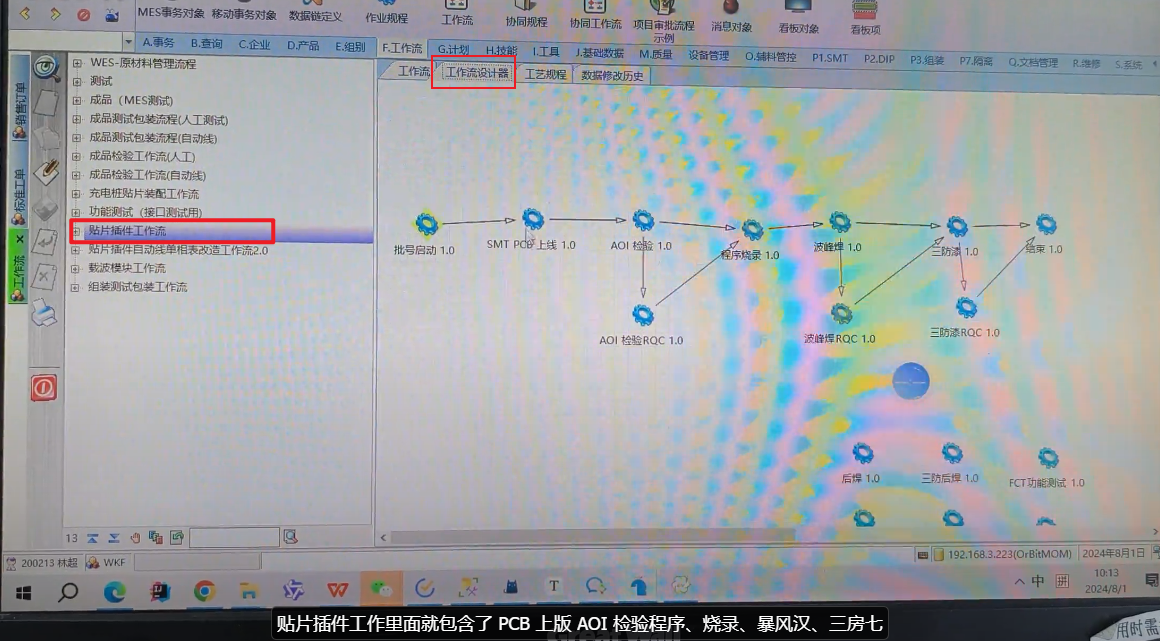 MES事务对象 移动事务对象 数据链定义 作业规程 工作流 协同规程 协同工作流 项目审批流程示例 消息对象 看板对象 看板项
A.事务 B.查询 C.企业 D.产品 E.组别 F.工作流 G.计划 H.技能 I.工具 J.基础数据 M.质量 设备管理 O.辅料管控 P1.SMT P2.DIP P3.组装 P7.隔离 Q.文档管理 R.维修 S.系统
工作流 工作流设计器 工艺规程 数据修改历史
销售订单
标准工单
工作流
WES-原材料管理流程
测试
成品（MES测试)
成品测试包装流程(人工测试)
成品测试包装流程(自动线)
成品检验工作流(人工)
成品检验工作流(自动线)
充电桩贴片装配工作流
功能测试（接口测试用)
贴片插件工作流
贴片插件自动线单相表改造工作流2.0
载波模块工作流
组装测试包装工作流
批号启动 1.0
SMT PCB 上线 1.0
AOI 检验 1.0
程序烧录 1.0
波峰焊 1.0
三防漆 1.0
结束 1.0
AOI 检验RQC 1.0
波峰焊RQC 1.0
三防漆RQC 1.0
后焊 1.0
三防后焊 1.0
FCT功能测试 1.0
13
200213 林超 WKF
192.168.3.223(OrBitMOM) 2024年8月1日
中 拼
10:13
2024/8/1
用时需
贴片插件工作里面就包含了 PCB 上版 AOI 检验程序、烧录、暴风汉、三房七